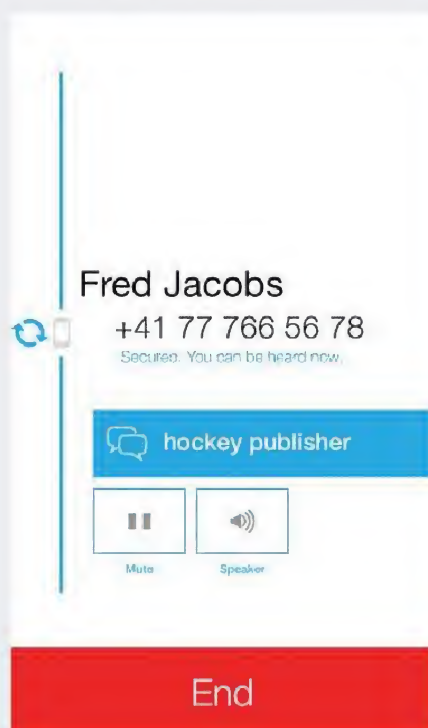 Fred Jacobs
+41 77 766 56 78
Secured. You can be heard now.
hockey publisher
Mute
Speaker
End